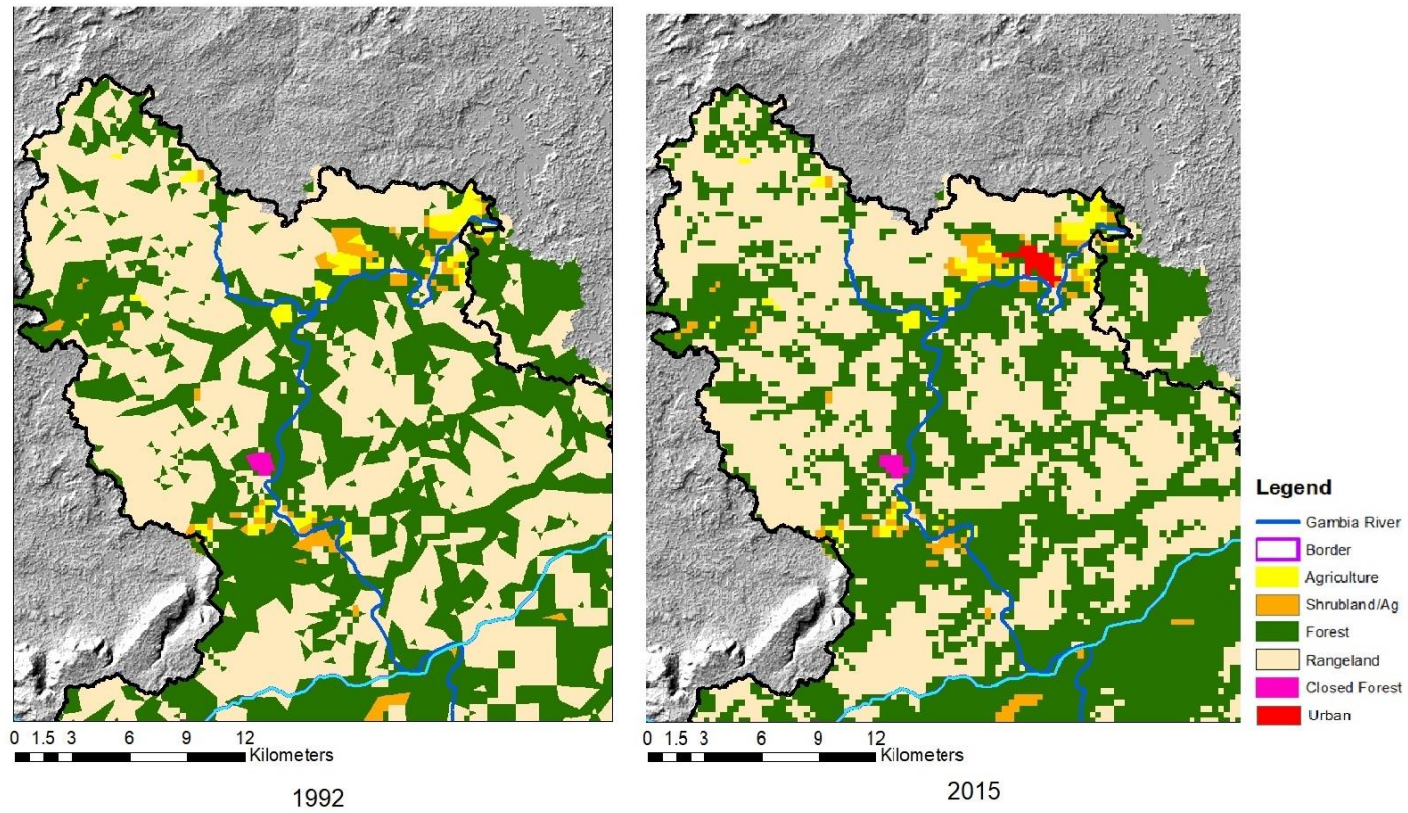 Legend
Gambia River
Border
Agriculture
Shrubland/Ag
Forest
Rangeland
Closed Forest
Urban
0 1.5 3 6 9 12
Kilometers
0 1.5 3 6 9 12
Kilometers
1992
2015